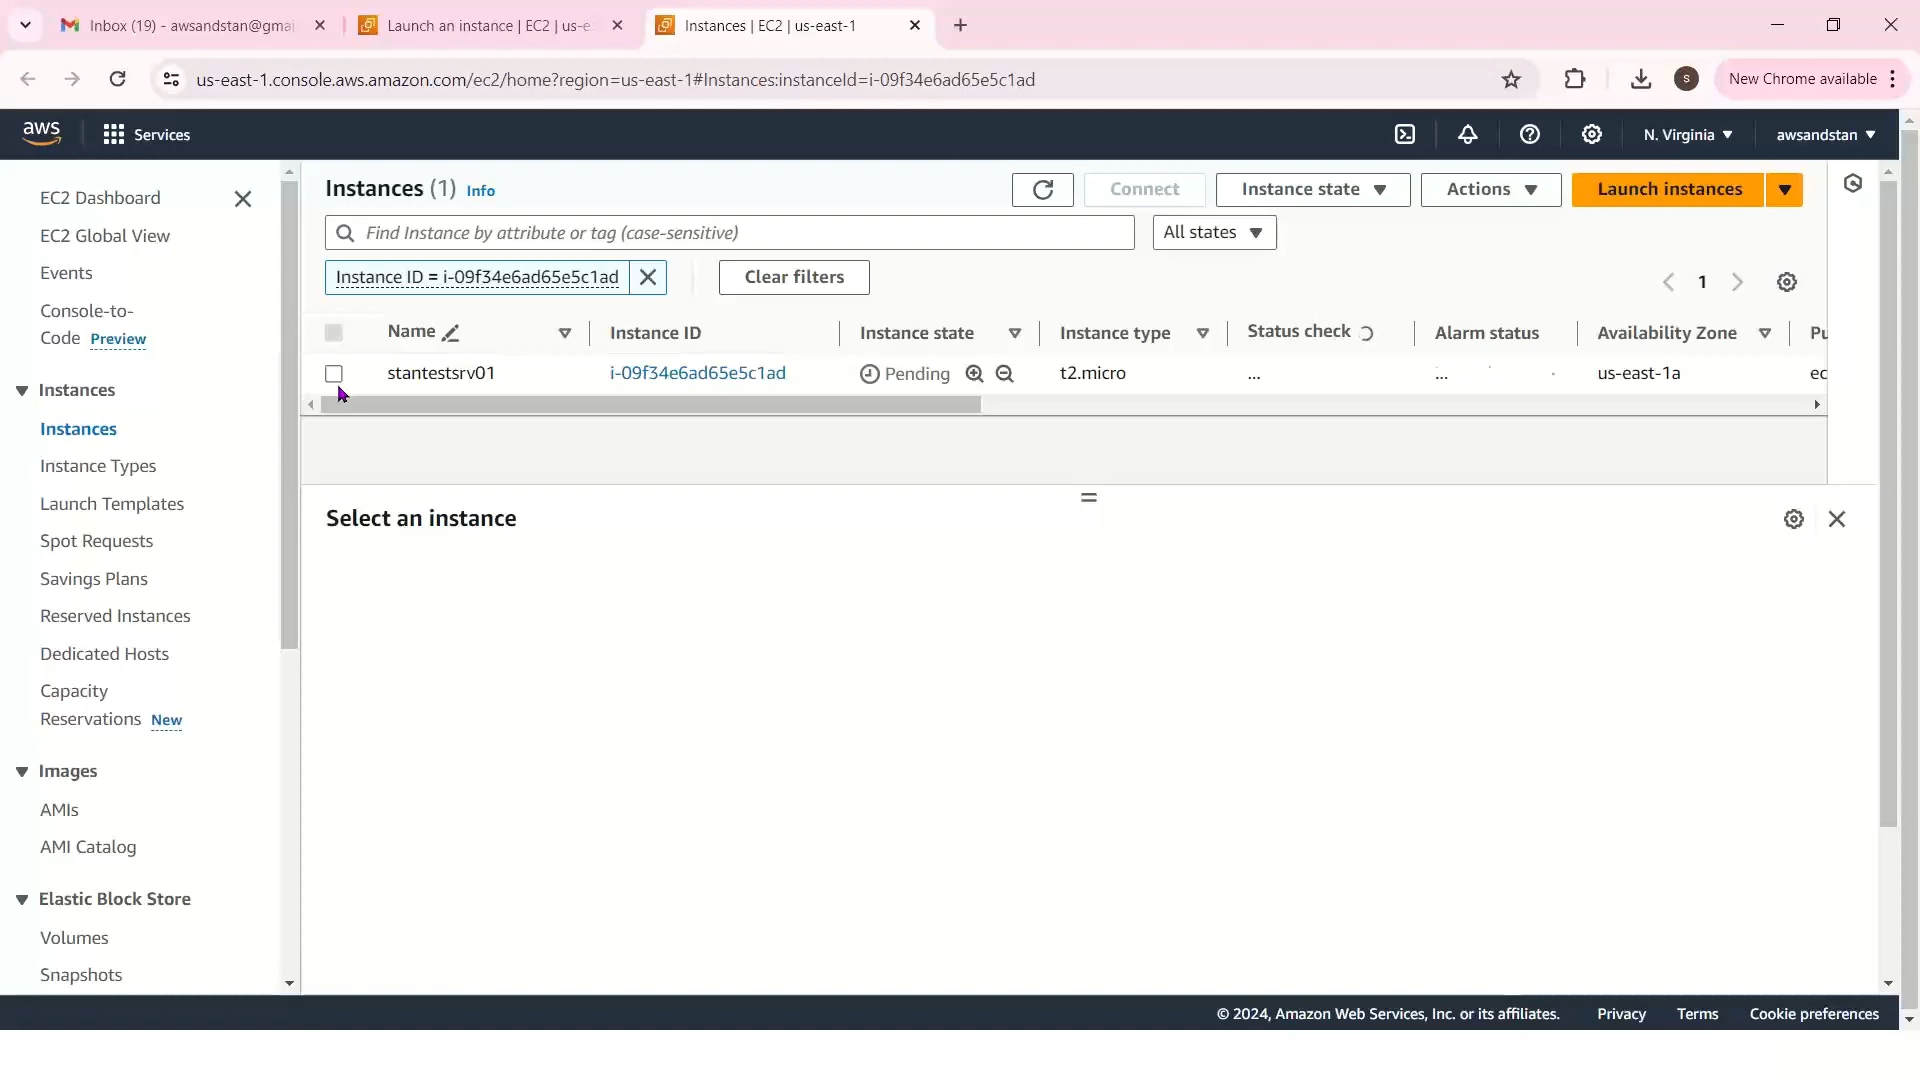 Inbox (19) - awsandstan@gmai
Launch an instance | EC2 | us-e
Instances | EC2 | us-east-1
us-east-1.console.aws.amazon.com/ec2/home?region=us-east-1#Instances:instanceId=i-09f34e6ad65e5c1ad
S
New Chrome available
aws
Services
N. Virginia
awsandstan
EC2 Dashboard
EC2 Global View
Events
Console-to-
Code Preview
Instances
Instances
Instance Types
Launch Templates
Spot Requests
Savings Plans
Reserved Instances
Dedicated Hosts
Capacity
Reservations New
Images
AMIs
AMI Catalog
Elastic Block Store
Volumes
Snapshots
Instances (1) Info
Connect
Instance state
Actions
Launch instances
Find Instance by attribute or tag (case-sensitive)
All states
Instance ID = i-09f34e6ad65e5c1ad
Clear filters
1
Name
Instance ID
Instance state
Instance type
Status check
Alarm status
Availability Zone
Pu
stantestsrv01
i-09f34e6ad65e5c1ad
Pending
t2.micro
...
...
us-east-1a
ec
Select an instance
© 2024, Amazon Web Services, Inc. or its affiliates.
Privacy
Terms
Cookie preferences